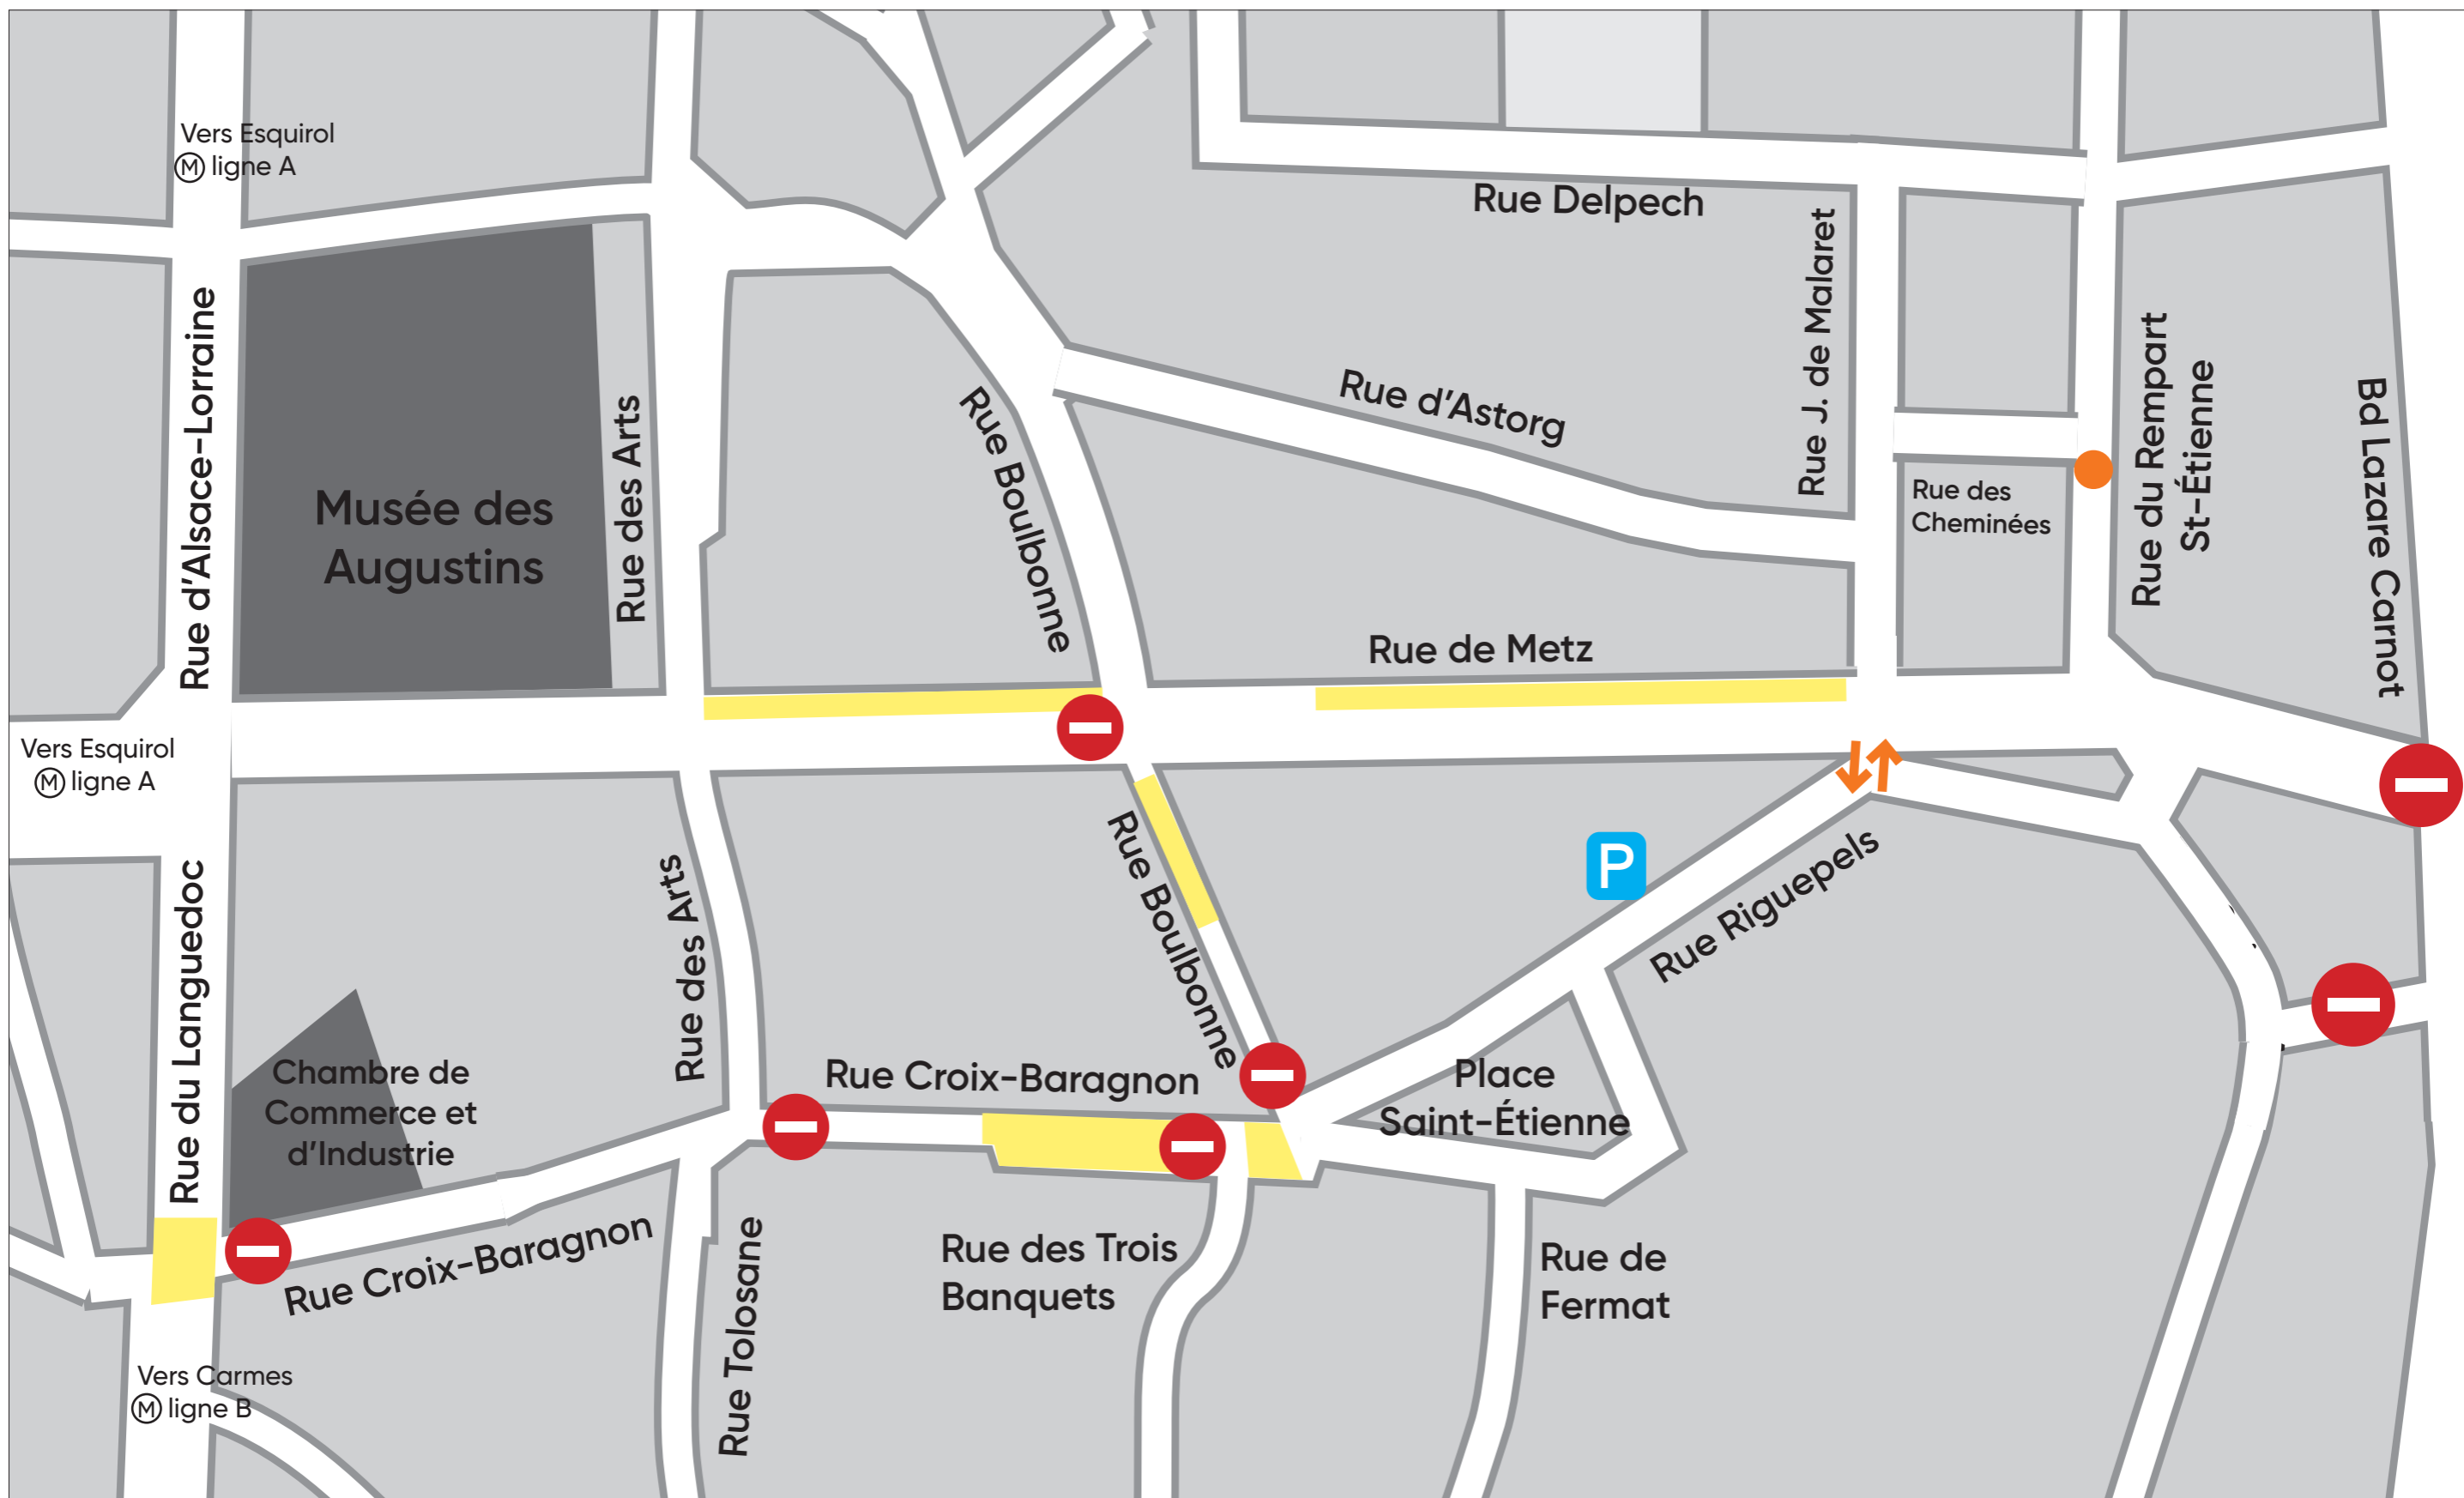 Vers Esquirol
M ligne A
Rue Delpech
Rue J. de Malaret
Rue d'Alsace-Lorraine
Musée des
Augustins
Rue des Arts
Rue Boulbonne
Rue d'Astorg
Rue des
Cheminées
Rue du Rempart
St-Étienne
Bd Lazare Carnot
Rue de Metz
Vers Esquirol
M ligne A
Rue du Languedoc
Rue des Arts
Rue Boulbonne
P
Rue Riguepels
Chambre de
Commerce et
d'Industrie
Rue Croix-Baragnon
Place
Saint-Étienne
Rue Croix-Baragnon
Rue Tolosane
Rue des Trois
Banquets
Rue de
Fermat
Vers Carmes
M ligne B